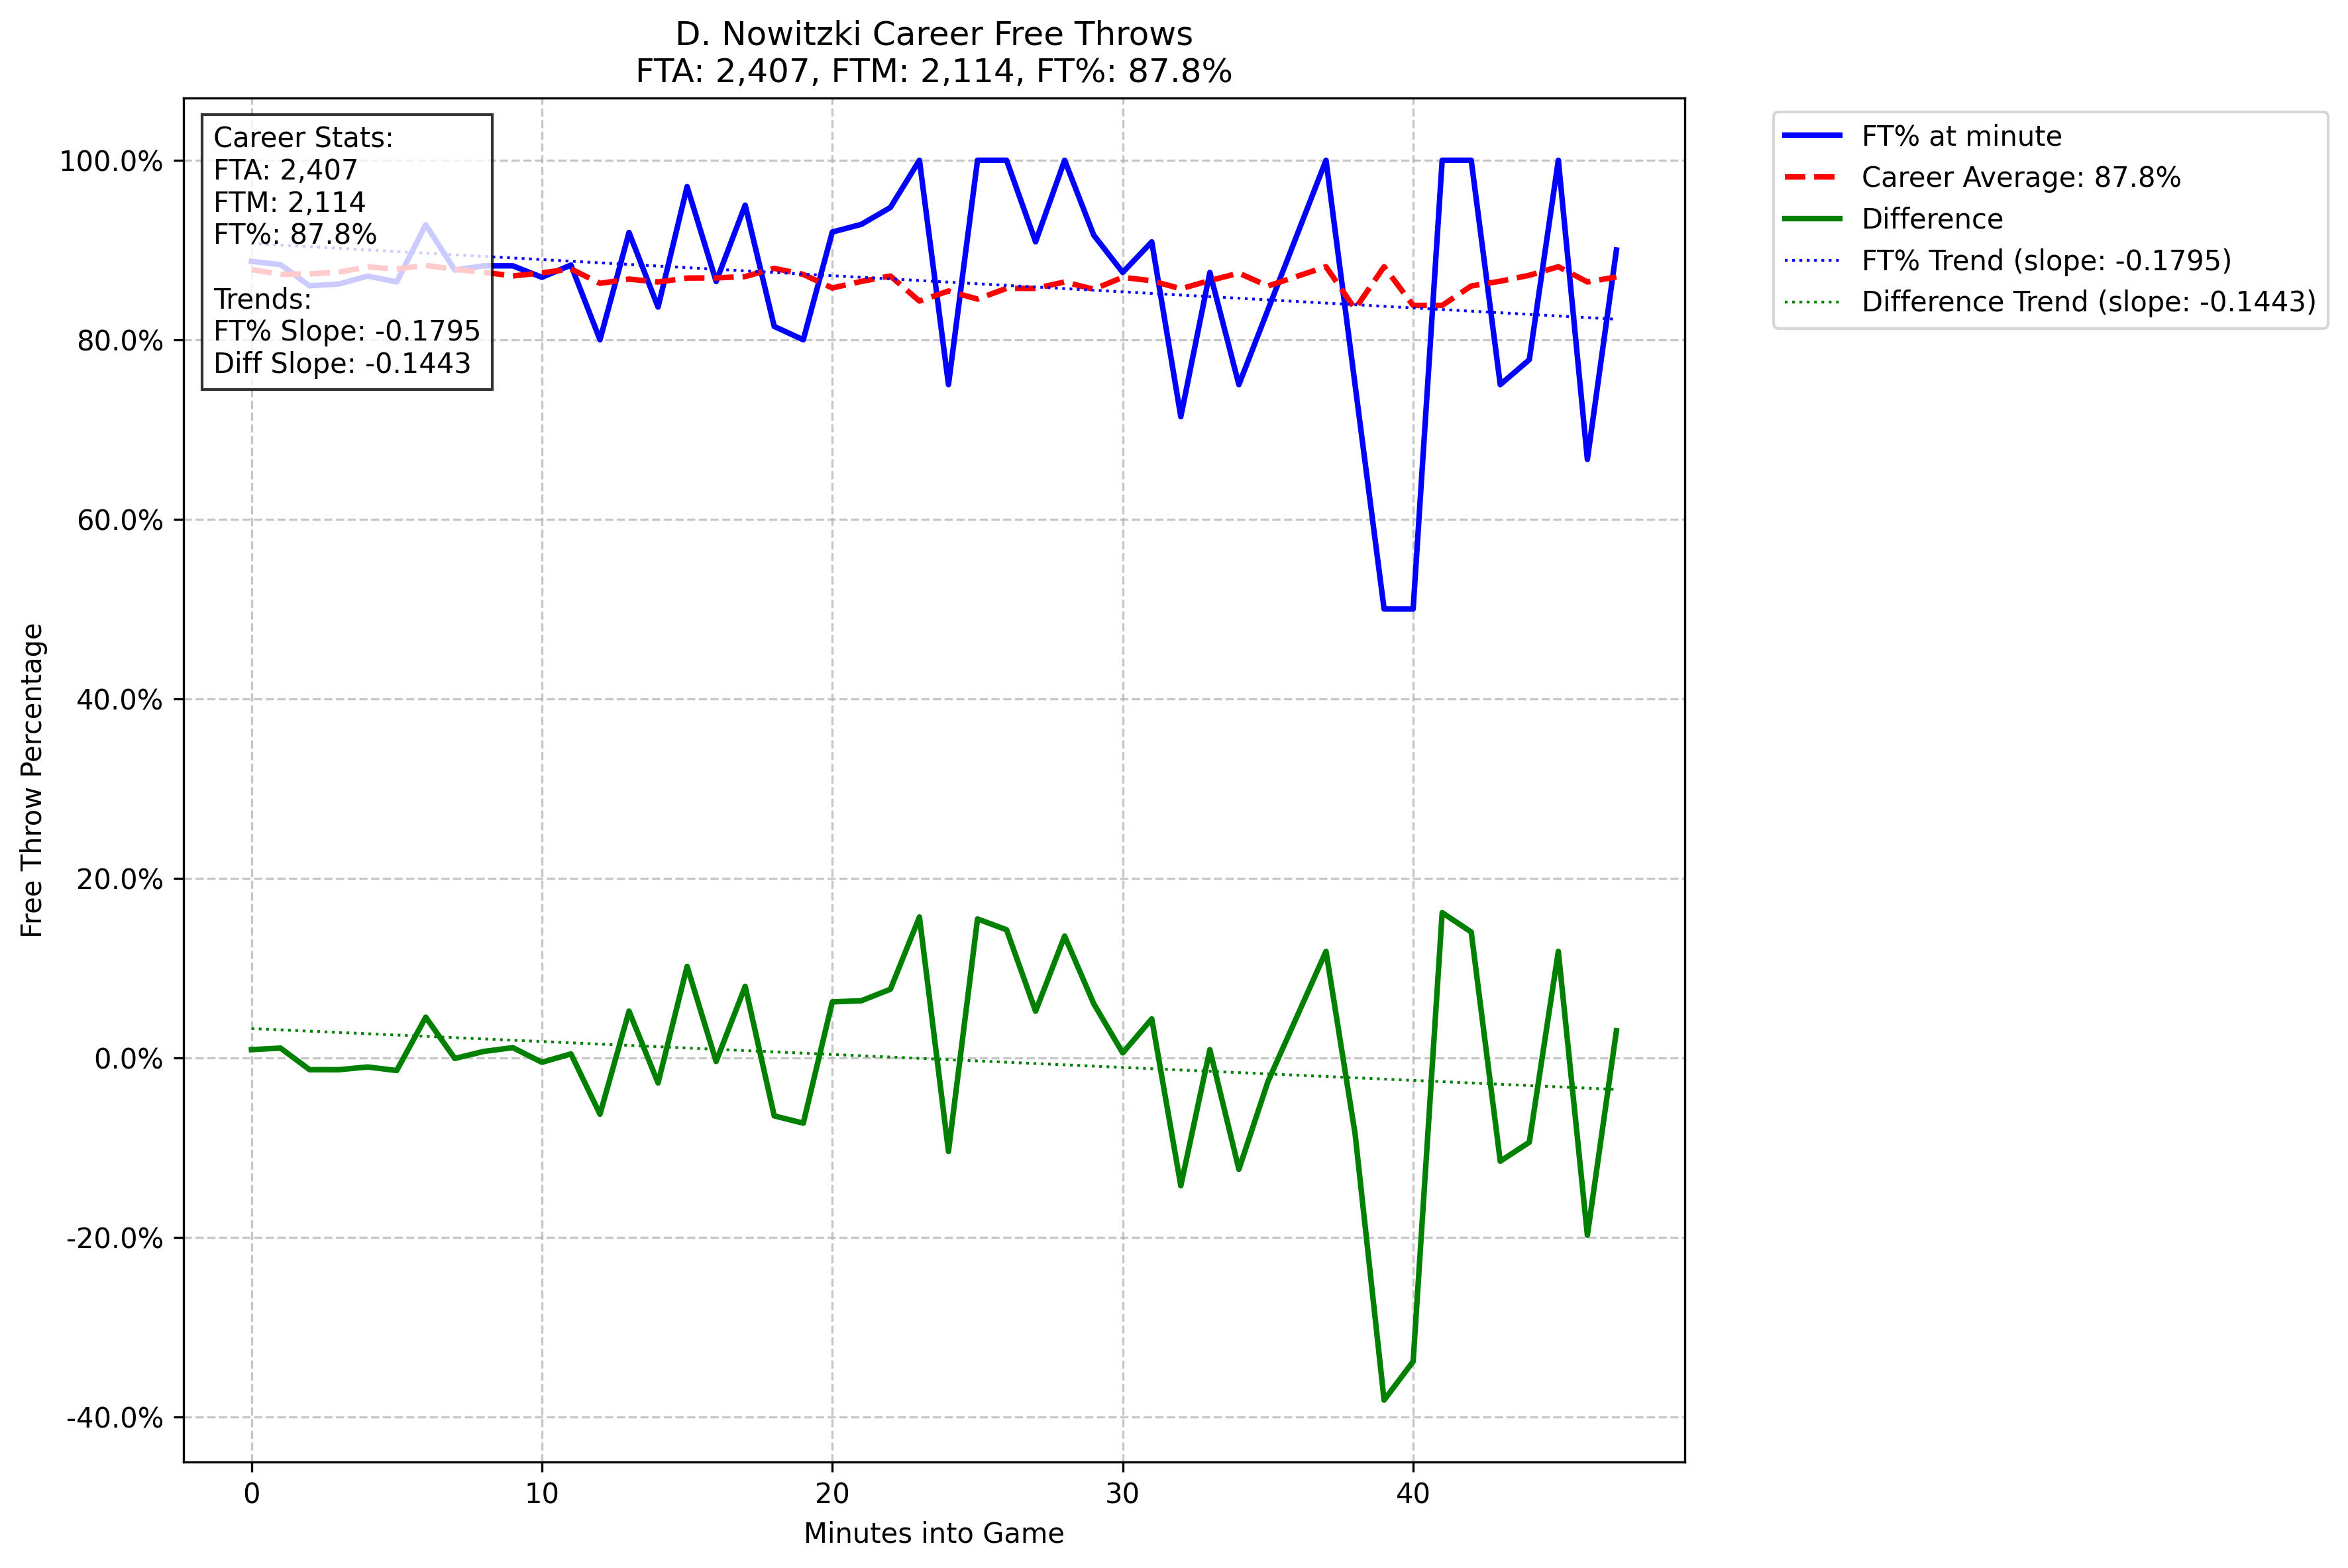 D. Nowitzki Career Free Throws
FTA: 2,407, FTM: 2,114, FT%: 87.8%
Career Stats:
FTA: 2,407
FTM: 2,114
FT%: 87.8%
Trends:
FT% Slope: -0.1795
Diff Slope: -0.1443
FT% at minute
Career Average: 87.8%
Difference
FT% Trend (slope: -0.1795)
Difference Trend (slope: -0.1443)
Free Throw Percentage
100.0%
80.0%
60.0%
40.0%
20.0%
0.0%
-20.0%
-40.0%
0 10 20 30 40
Minutes into Game